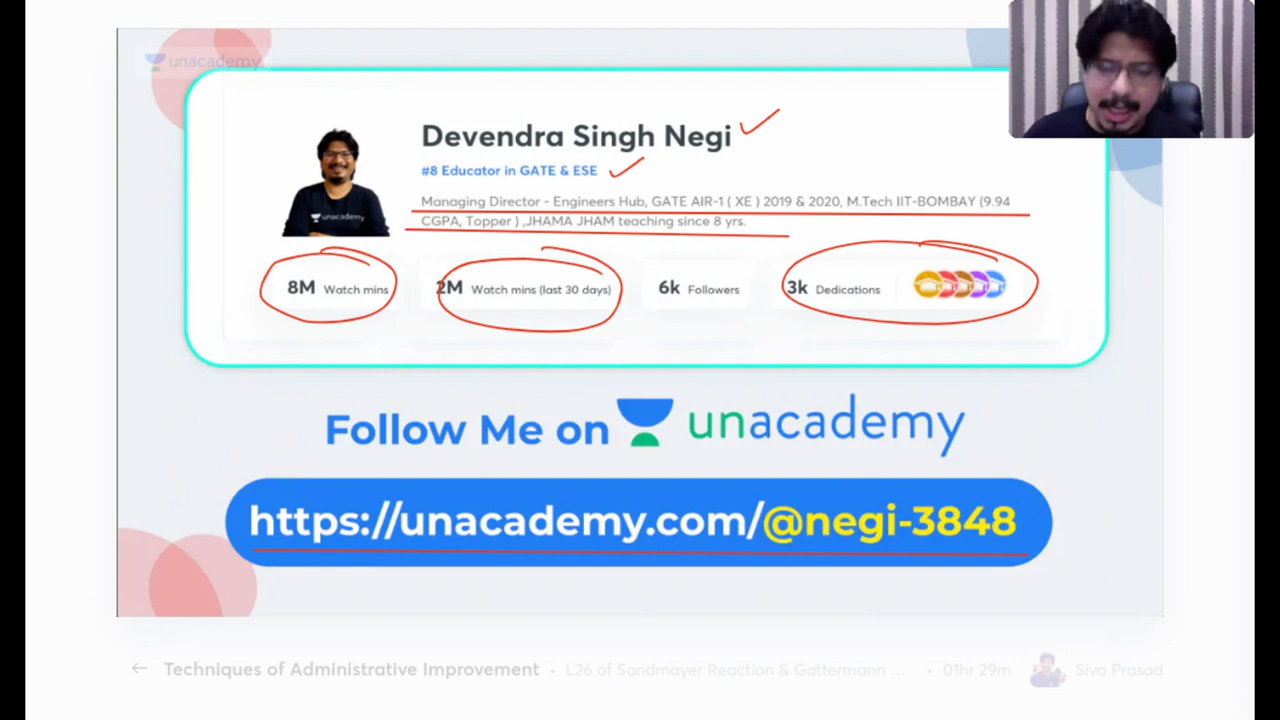 unacademy
Devendra Singh Negi
#8 Educator in GATE & ESE
Managing Director - Engineers Hub, GATE AIR-1 ( XE ) 2019 & 2020, M.Tech IIT-BOMBAY (9.94
CGPA, Topper ) ,JHAMA JHAM teaching since 8 yrs.
unacademy
8M Watch mins
2M Watch mins (last 30 days)
6k Followers
3k Dedications
Follow Me on unacademy
https://unacademy.com/@negi-3848
Techniques of Administrative Improvement • L26 of Sandmayer Reaction & Gattermann ... • 01hr 29m Siva Prasad